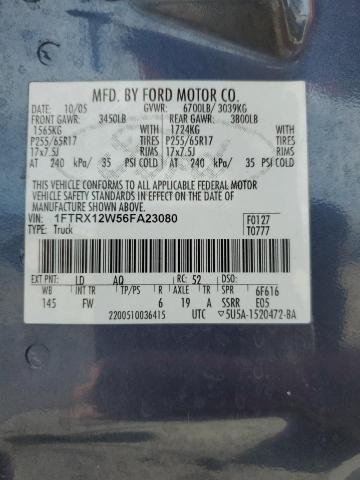 MFD. BY FORD MOTOR CO.
DATE: 10/05 GVWR: 6700LB/ 3039KG
FRONT GAWR: 3450LB REAR GAWR: 3800LB
1565KG WITH 1724KG WITH
P255/65R17 TIRES P255/65R17 TIRES
17x7.5J RIMS 17x7.5J RIMS
AT 240 kPa/ 35 PSI COLD AT 240 kPa/ 35 PSI COLD
THIS VEHICLE CONFORMS TO ALL APPLICABLE FEDERAL MOTOR
VEHICLE SAFETY STANDARDS IN EFFECT ON THE DATE OF
MANUFACTURE SHOWN ABOVE.
VIN: 1FTRX12W56FA23080 F0127
TYPE: Truck T0777
EXT PNT: LD AQ RC: 52 DSO:
WB INT TR TP/PS R AXLE TR SPR 6F616
145 FW 6 19 A SSRR E05
2200510036415 UTC 5U5A-1520472-BA